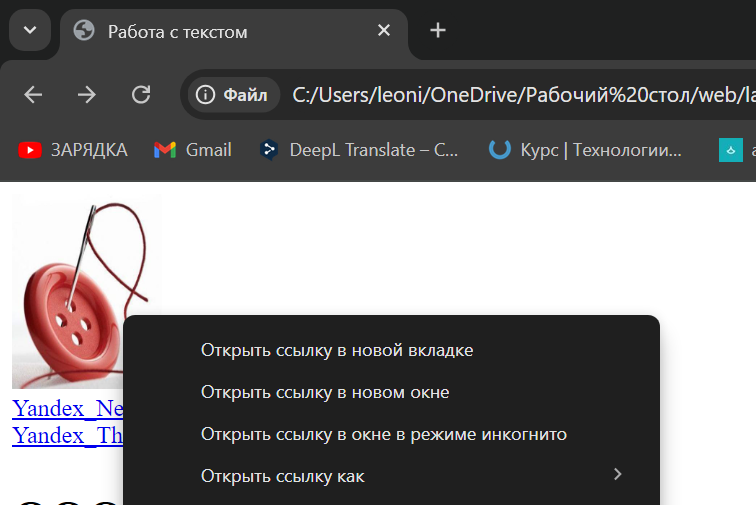 Работа с текстом
Файл
C:/Users/leoni/OneDrive/Рабочий%20стол/web/la
ЗАРЯДКА
Gmail
DeepL Translate – C...
Курс | Технологии...
a
Открыть ссылку в новой вкладке
Открыть ссылку в новом окне
Yandex_Ne
Yandex_Th
Открыть ссылку в окне в режиме инкогнито
Открыть ссылку как